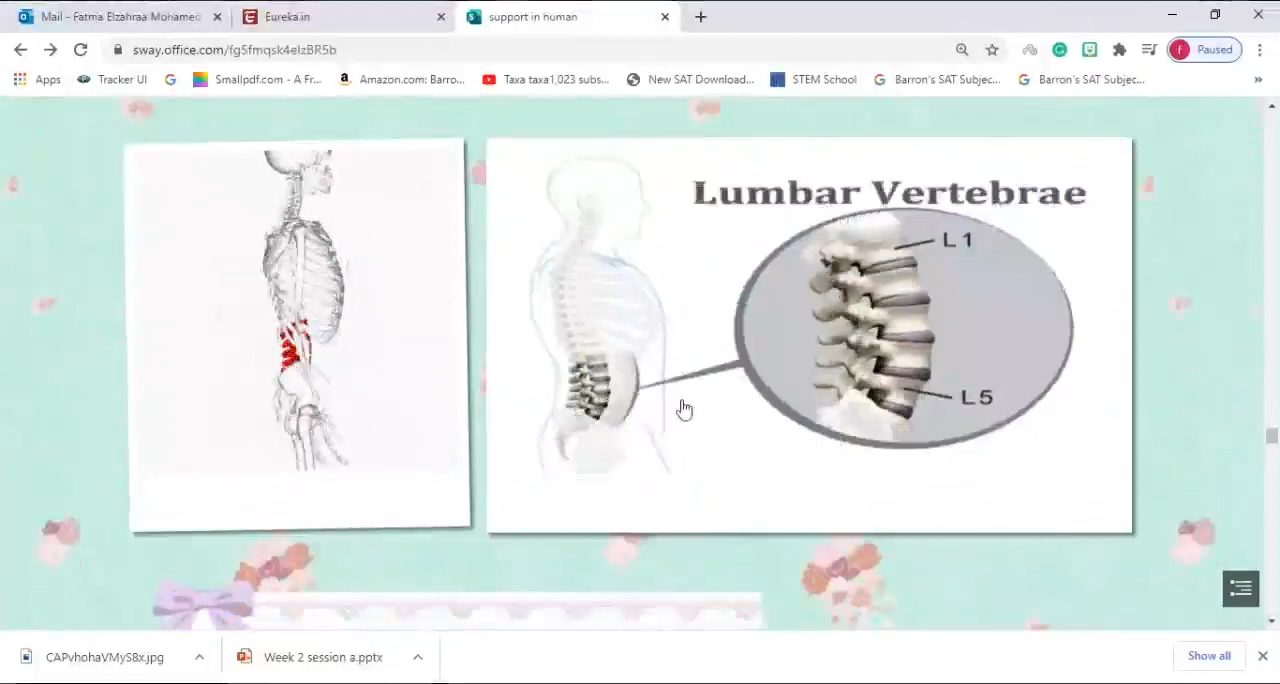 Mail - Fatma Elzahraa Mohamed
Eureka.in
support in human
sway.office.com/fg5fmqsk4elzBR5b
f
Paused
Apps
Tracker UI
Smallpdf.com - A Fr...
Amazon.com: Barro...
Taxa taxa1,023 subs...
New SAT Download...
STEM School
Barron's SAT Subjec...
Barron's SAT Subjec...
Lumbar Vertebrae
L1
L5
CAPvhohaVMyS8x.jpg
Week 2 session a.pptx
Show all